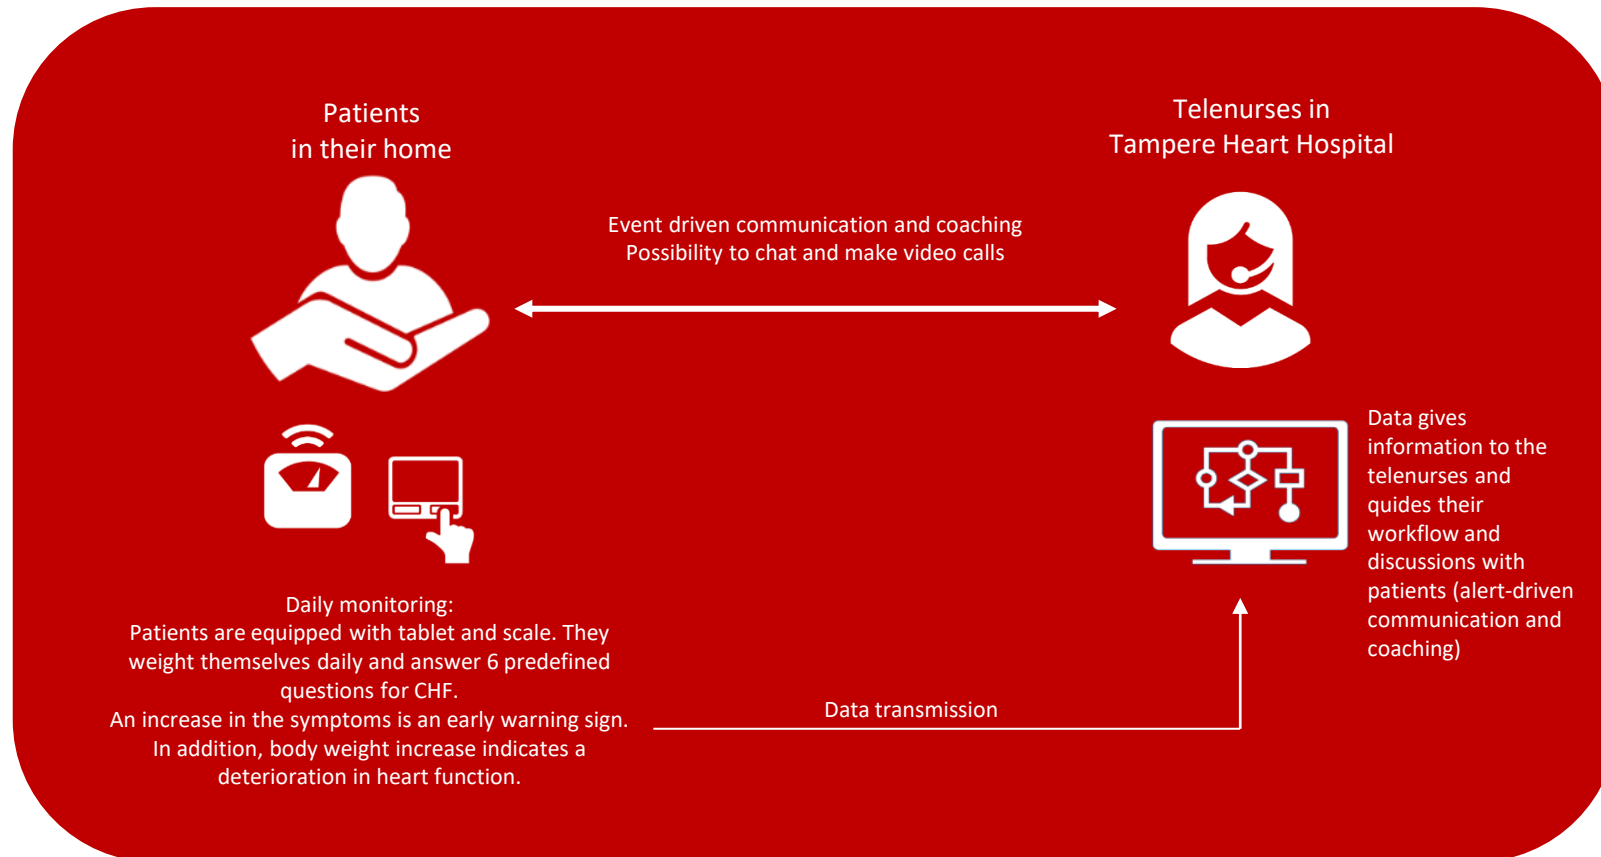 Patients
in their home
Telenurses in
Tampere Heart Hospital
Event driven communication and coaching
Possibility to chat and make video calls
Data gives
information to the
telenurses and
quides their
workflow and
discussions with
patients (alert-driven
communication and
coaching)
Daily monitoring:
Patients are equipped with tablet and scale. They
weight themselves daily and answer 6 predefined
questions for CHF.
An increase in the symptoms is an early warning sign.
In addition, body weight increase indicates a
deterioration in heart function.
Data transmission